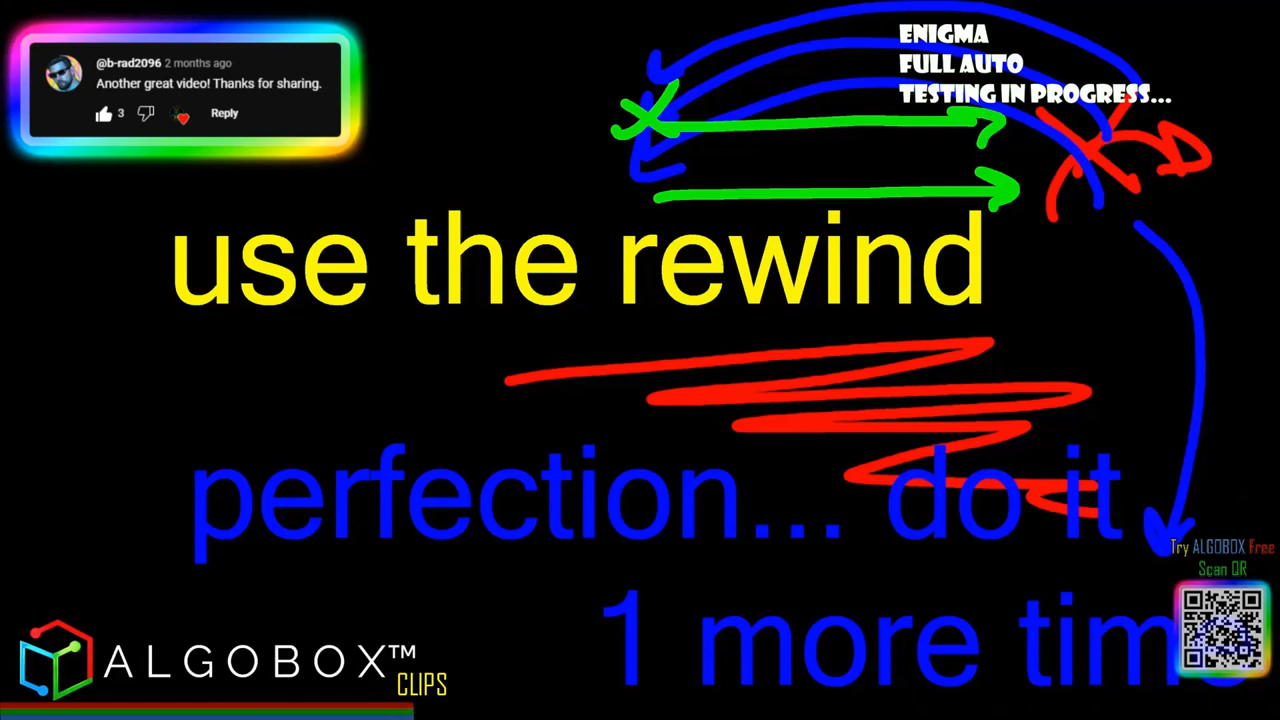 @b-rad2096 2 months ago
Another great video! Thanks for sharing.
3 Reply
ENIGMA
FULL AUTO
TESTING IN PROGRESS...
use the rewind
perfection... do it
1 more time
Try ALGOBOX Free
Scan QR
ALGOBOX™
CLIPS